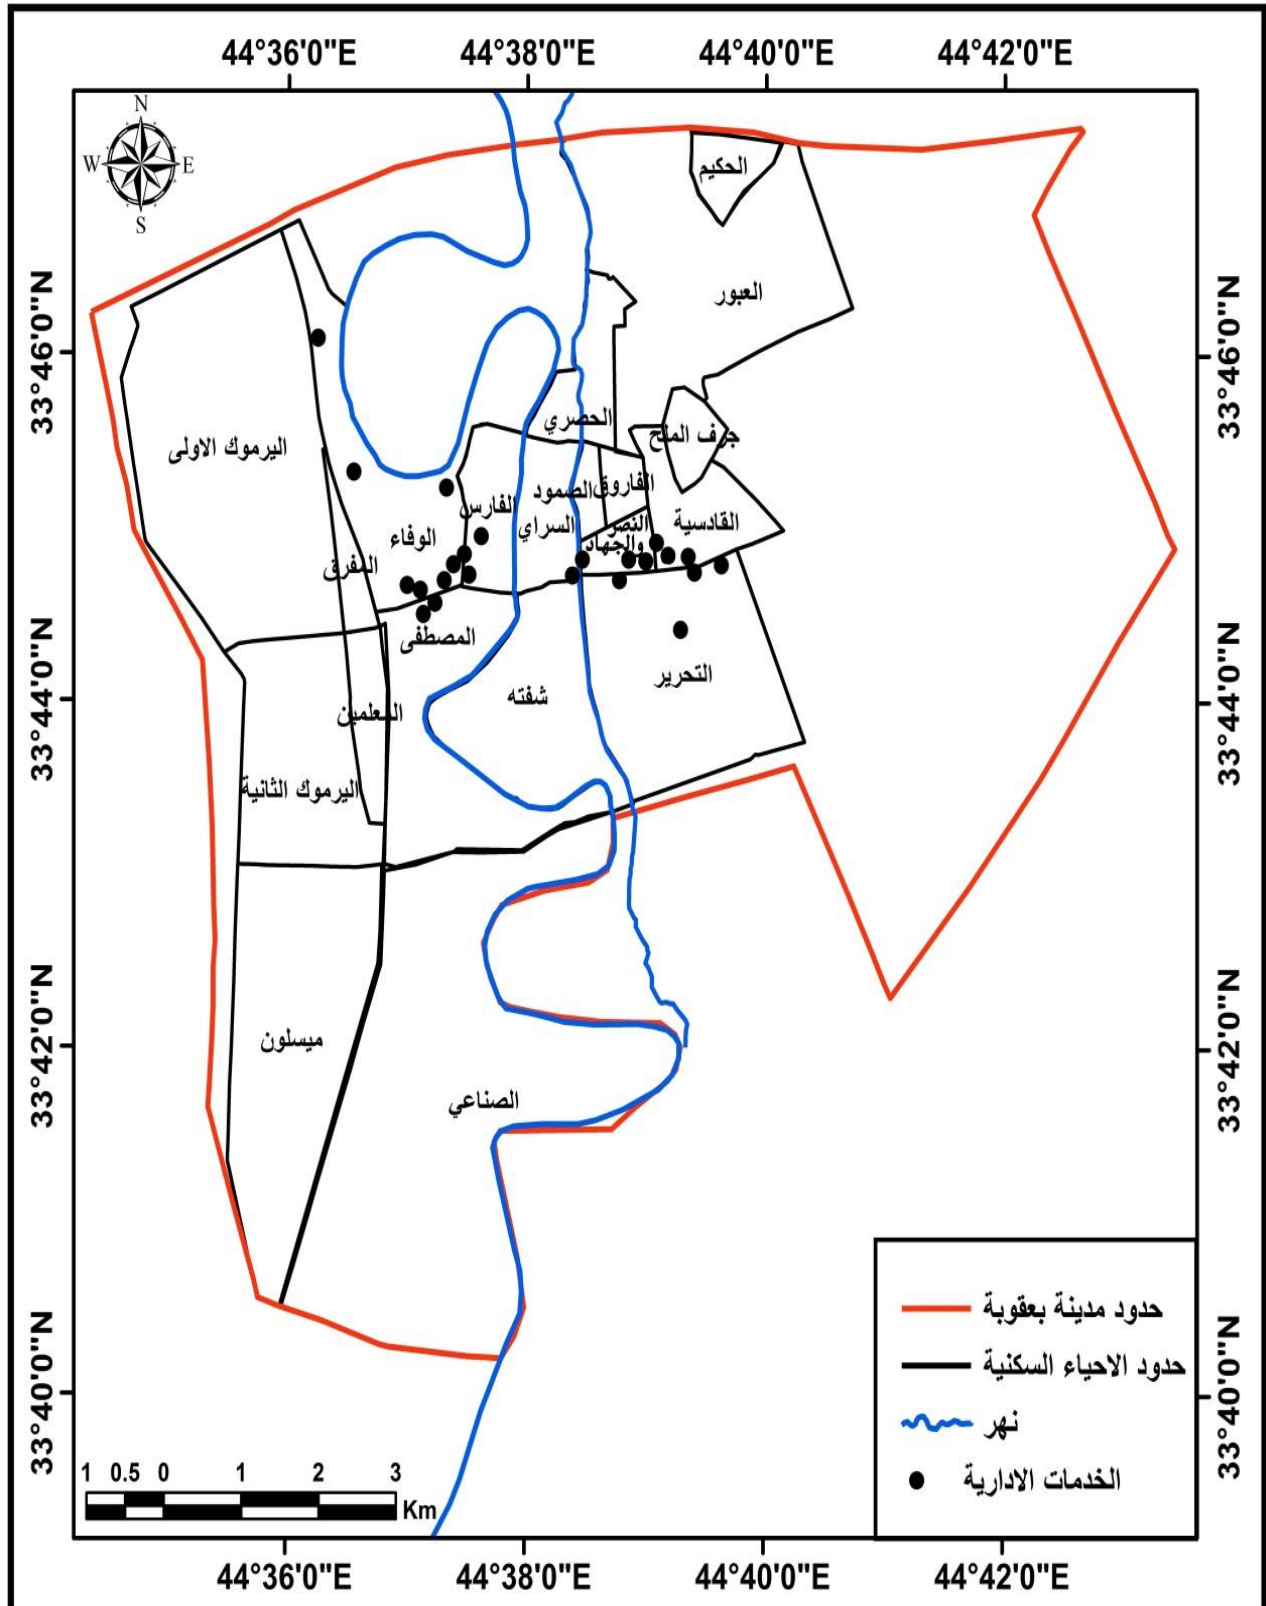 44°36'0"E 44°38'0"E 44°40'0"E 44°42'0"E
N
W E
S
الحكيم
العبور
33°46'0"N 33°46'0"N
الحصري
جرف الملح
اليرموك الاولى
الفاروق
الصمود
الفارس
القادسية
النصر
السراي
والجهاد
الوفاء
المفرق
المصطفى
التحرير
شفته
33°44'0"N 33°44'0"N
المعلمين
اليرموك الثانية
ميسلون
33°42'0"N 33°42'0"N
الصناعي
حدود مدينة بعقوبة
حدود الاحياء السكنية
نهر
الخدمات الادارية
33°40'0"N 33°40'0"N
1 0.5 0 1 2 3
Km
44°36'0"E 44°38'0"E 44°40'0"E 44°42'0"E